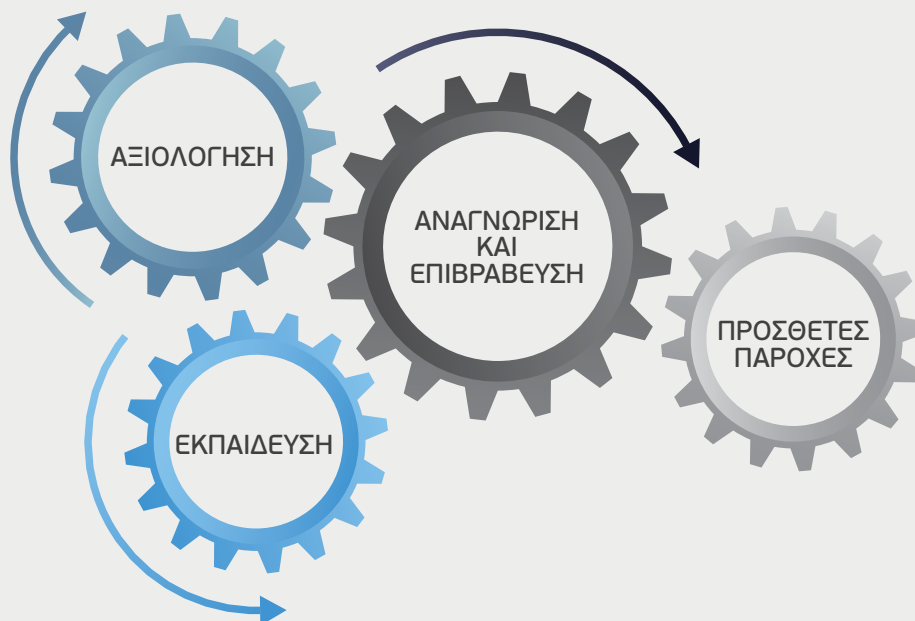 ΑΞΙΟΛΟΓΗΣΗ
ΑΝΑΓΝΩΡΙΣΗ
ΚΑΙ
ΕΠΙΒΡΑΒΕΥΣΗ
ΠΡΟΣΘΕΤΕΣ
ΠΑΡΟΧΕΣ
ΕΚΠΑΙΔΕΥΣΗ